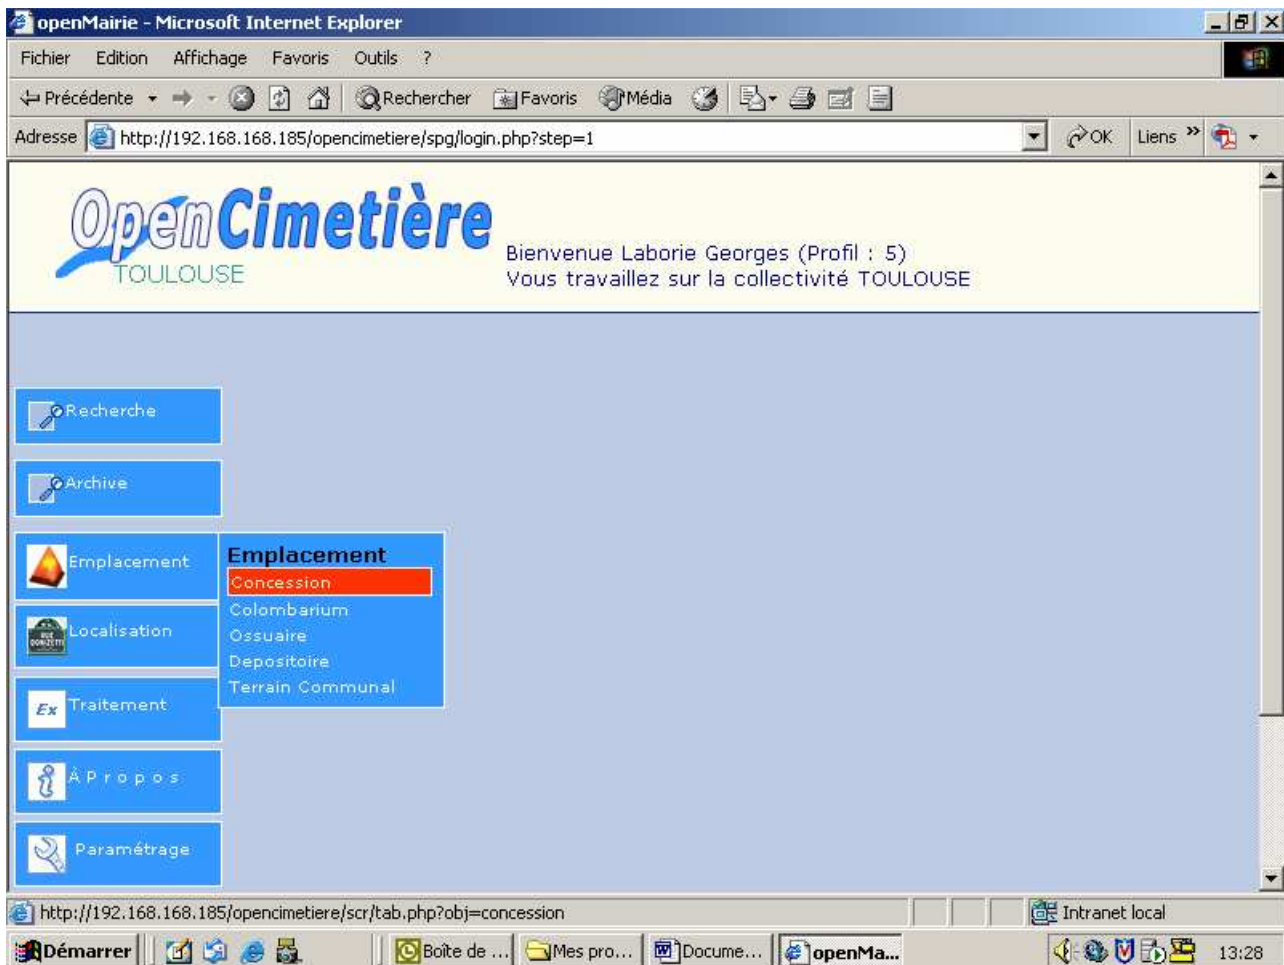 openMairie - Microsoft Internet Explorer
Fichier Edition Affichage Favoris Outils ?
Précédente Rechercher Favoris Média
Adresse http://192.168.168.185/opencimetiere/spg/login.php?step=1 OK Liens »
OpenCimetière
TOULOUSE
Bienvenue Laborie Georges (Profil : 5)
Vous travaillez sur la collectivité TOULOUSE
Recherche
Archive
Emplacement
Localisation
Ex Traitement
À P r o p o s
Paramétrage
Emplacement
Concession
Colombarium
Ossuaire
Depositoire
Terrain Communal
http://192.168.168.185/opencimetiere/scr/tab.php?obj=concession Intranet local
Démarrer Boîte de ... Mes pro... Docume... openMa... 13:28